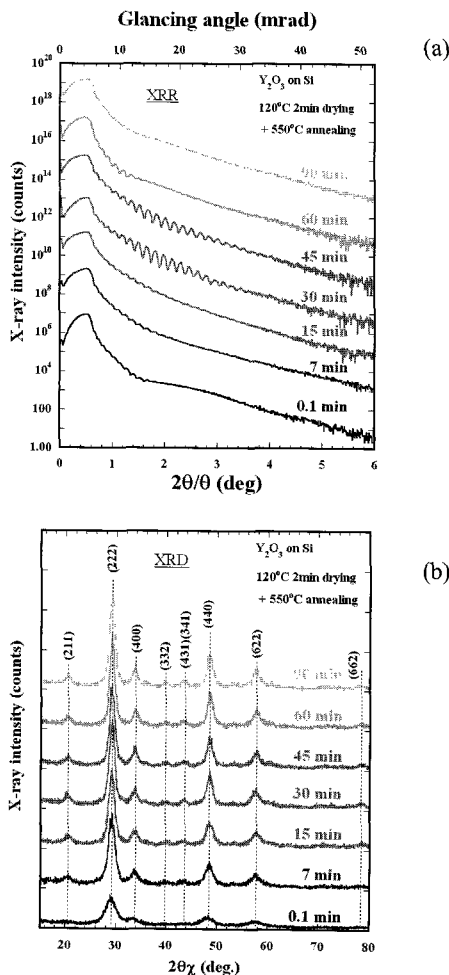 Glancing angle (mrad)
0 10 20 30 40 50
(a)
10^20
10^18
10^16
10^14
10^12
10^10
10^8
10^6
10^4
100
1.00
X-ray intensity (counts)
XRR
Y₂O₃ on Si
120°C 2min drying
+ 550°C annealing
90 min
60 min
45 min
30 min
15 min
7 min
0.1 min
0 1 2 3 4 5 6
2θ/θ (deg)
(b)
X-ray intensity (counts)
XRD
Y₂O₃ on Si
120°C 2min drying
+ 550°C annealing
(211)
(222)
(400)
(332)
(431)(341)
(440)
(622)
(662)
90 min
60 min
45 min
30 min
15 min
7 min
0.1 min
20 30 40 50 60 70 80
2θχ (deg.)